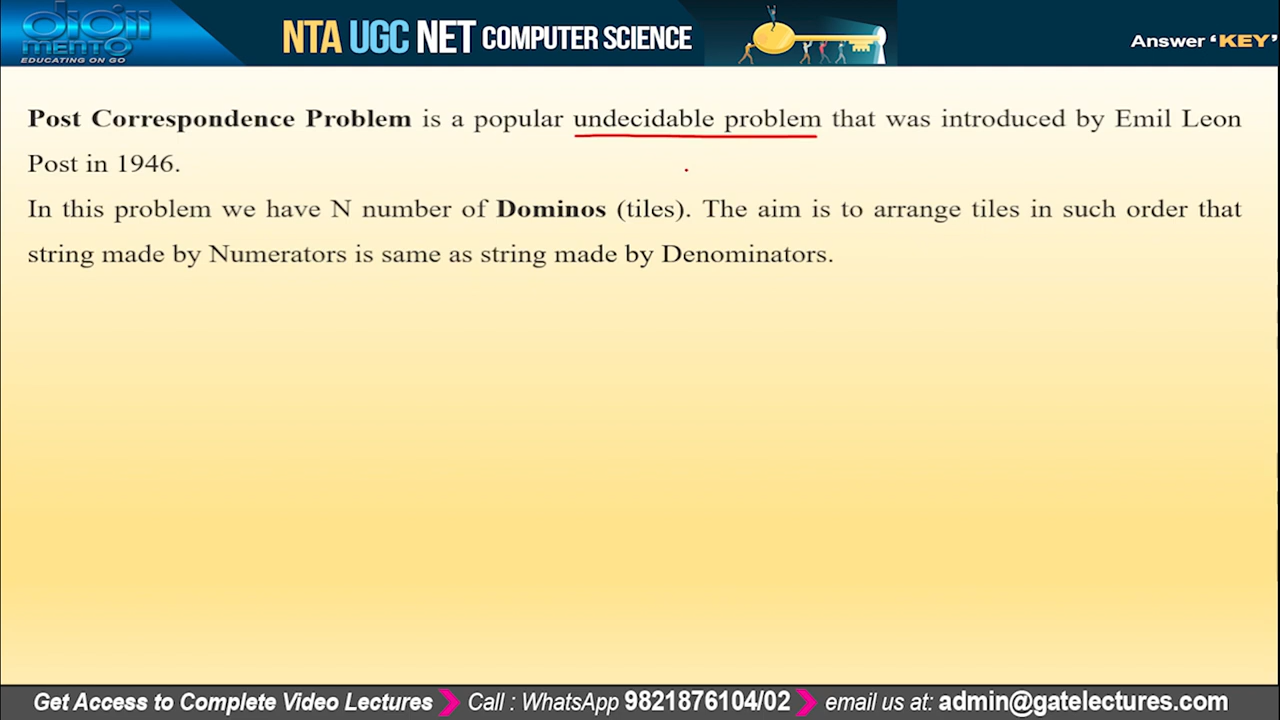 DIGII
MENTO
EDUCATING ON GO
NTA UGC NET COMPUTER SCIENCE
Answer ‘KEY’
Post Correspondence Problem is a popular undecidable problem that was introduced by Emil Leon
Post in 1946.
In this problem we have N number of Dominos (tiles). The aim is to arrange tiles in such order that
string made by Numerators is same as string made by Denominators.
Get Access to Complete Video Lectures Call : WhatsApp 9821876104/02 email us at: admin@gatelectures.com